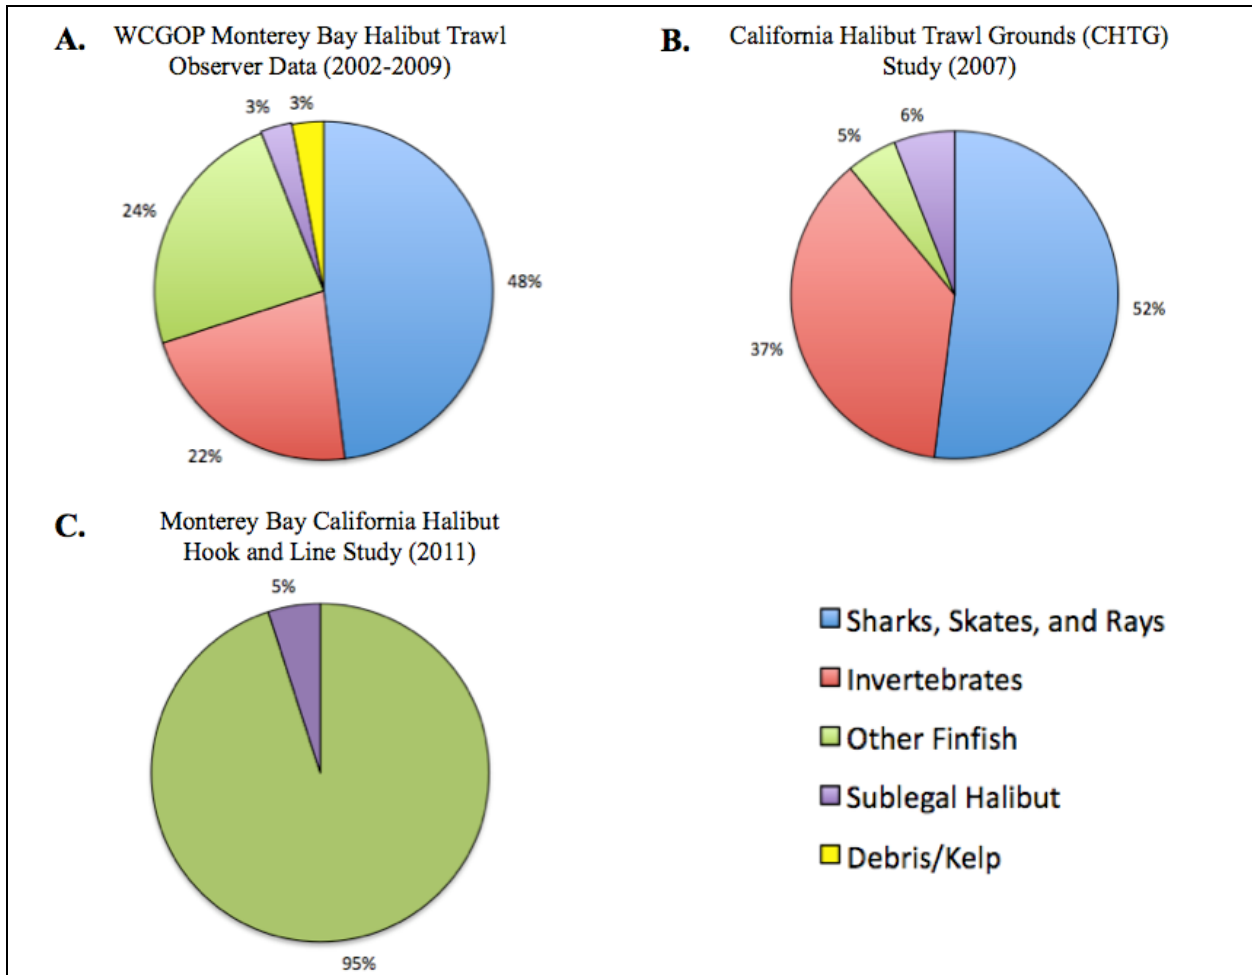 A. WCGOP Monterey Bay Halibut Trawl
Observer Data (2002-2009)
3%
3%
24%
48%
22%
B. California Halibut Trawl Grounds (CHTG)
Study (2007)
6%
5%
52%
37%
C. Monterey Bay California Halibut
Hook and Line Study (2011)
5%
95%
Sharks, Skates, and Rays
Invertebrates
Other Finfish
Sublegal Halibut
Debris/Kelp